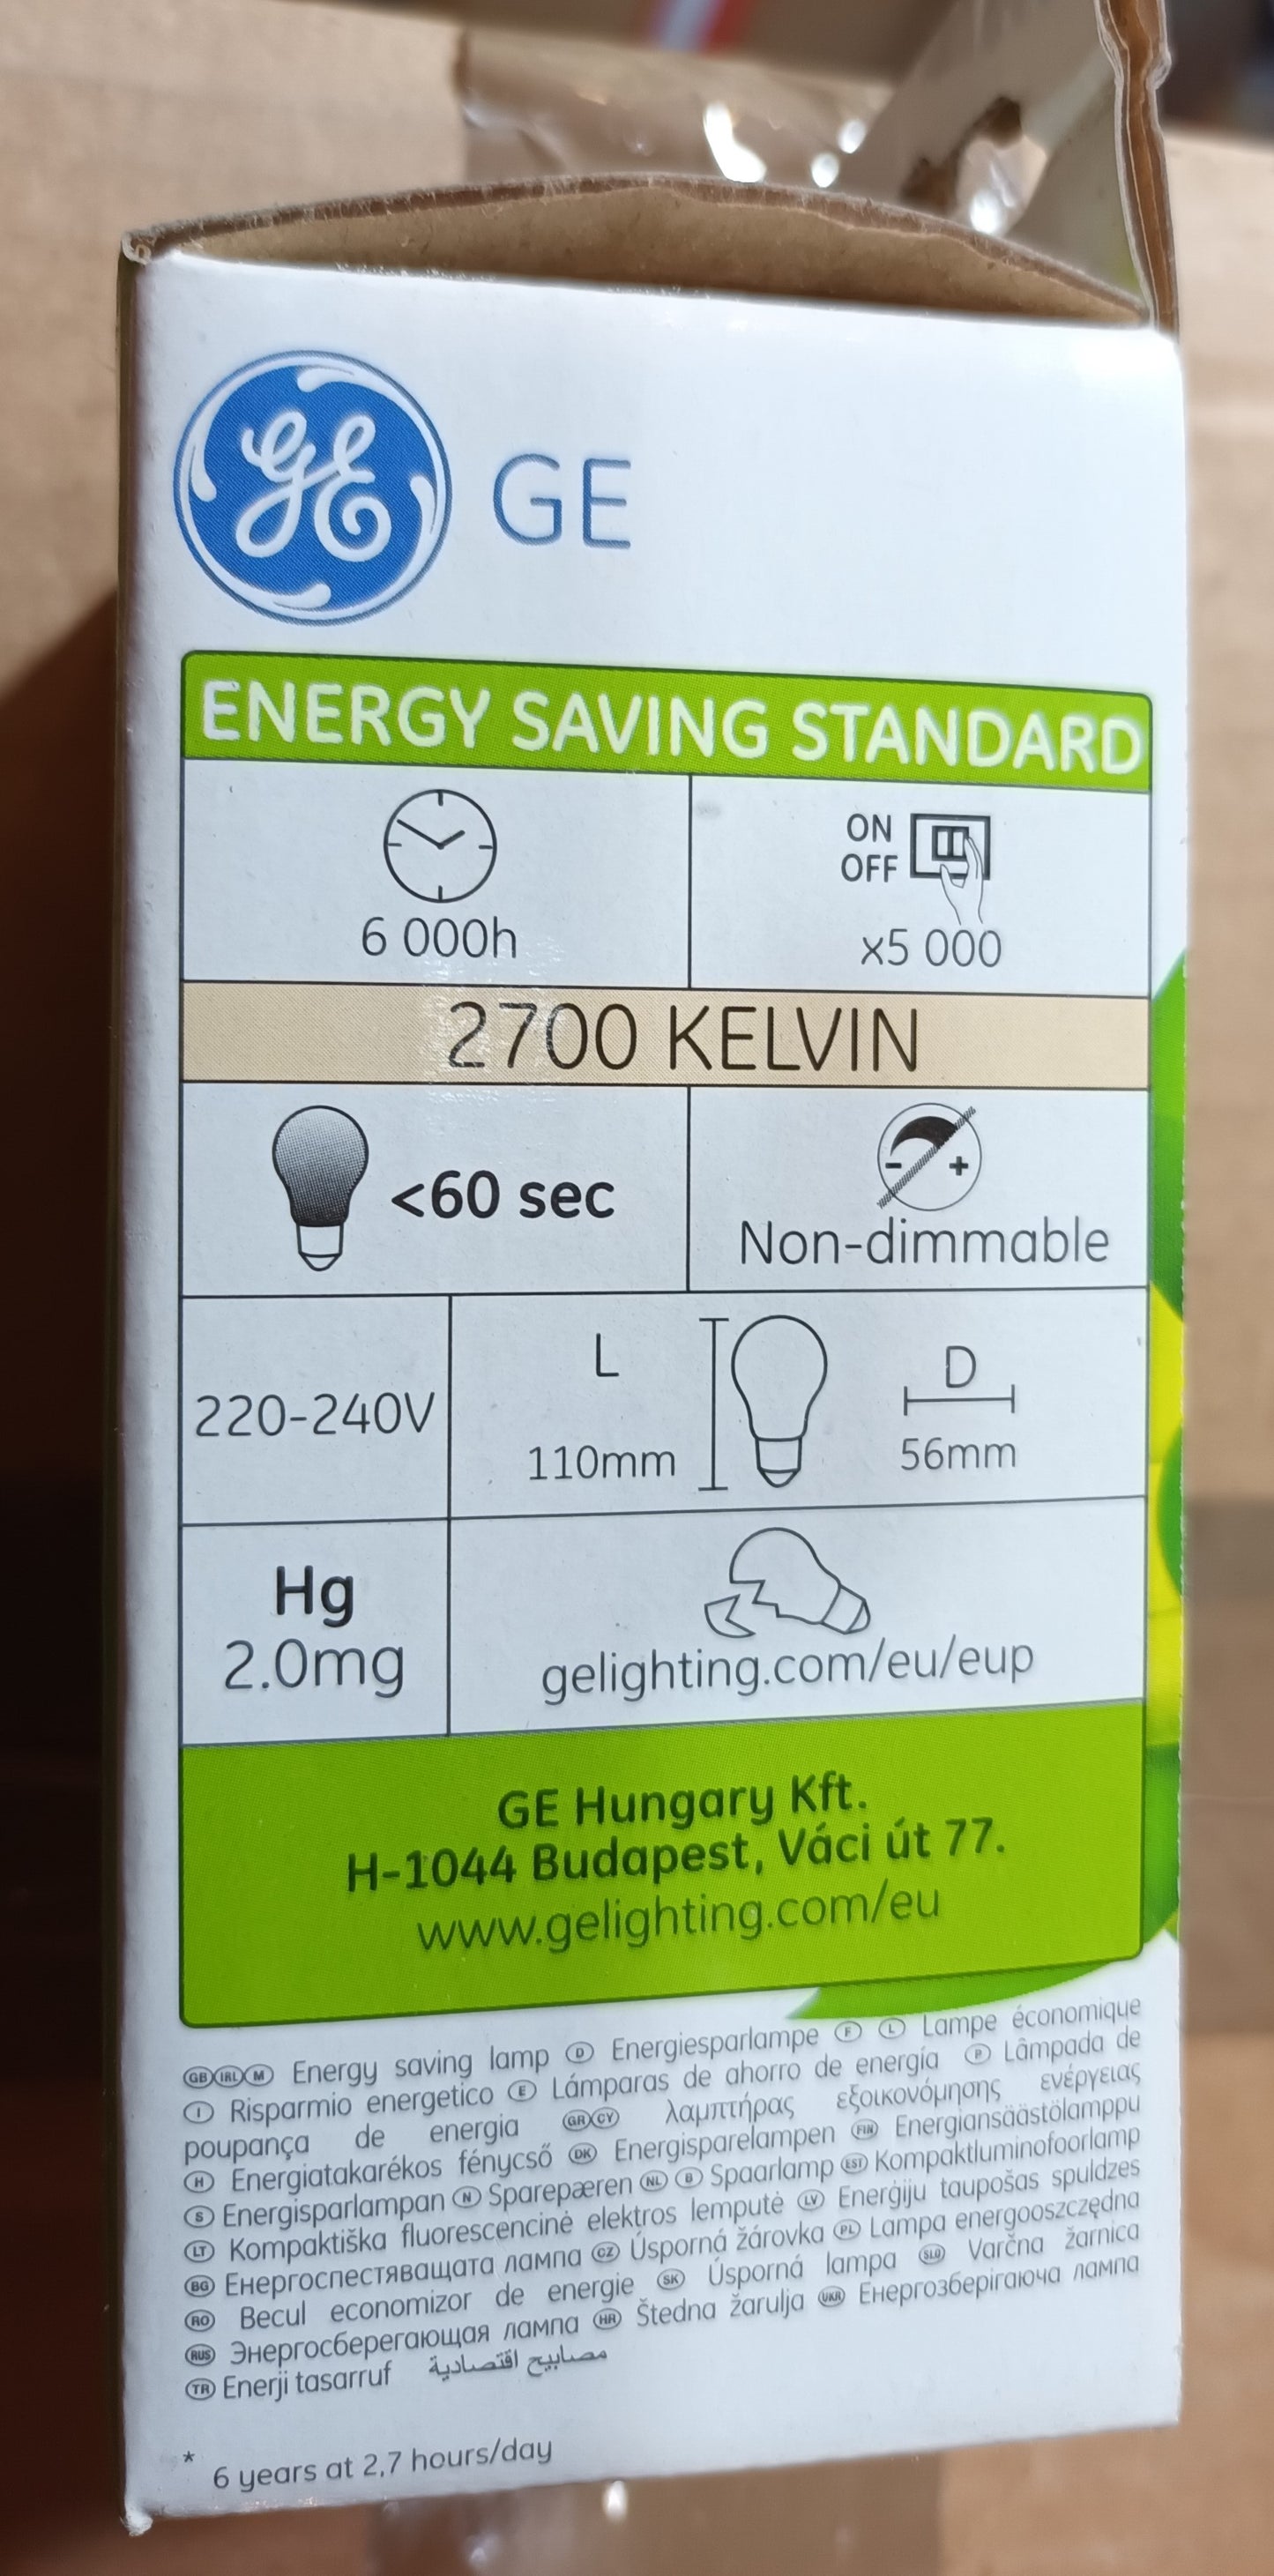 GE GE
ENERGY SAVING STANDARD
6 000h
ON
OFF
x5 000
2700 KELVIN
<60 sec
- +
Non-dimmable
220-240V
L
110mm
D
56mm
Hg
2.0mg
gelighting.com/eu/eup
GE Hungary Kft.
H-1044 Budapest, Váci út 77.
www.gelighting.com/eu
GB IRL M Energy saving lamp D Energiesparlampe F L Lampe économique
I Risparmio energetico E Lámparas de ahorro de energía P Lâmpada de
poupança de energia GR CY λαμπτήρας εξοικονόμησης ενέργειας
H Energiatakarékos fénycső DK Energisparelampen FIN Energiansäästölamppu
S Energisparlampan N Sparepæren NL B Spaarlamp EST Kompaktluminofoorlamp
LT Kompaktiška fluorescencinė elektros lemputė LV Enerģiju taupošas spuldzes
BG Енергоспестяващата лампа CZ Úsporná žárovka PL Lampa energooszczędna
RO Becul economizor de energie SK Úsporná lampa SLO Varčna žarnica
RUS Энергосберегающая лампа HR Štedna žarulja UKR Енергозберігаюча лампа
TR Enerji tasarruf مصابيح اقتصادية
* 6 years at 2,7 hours/day